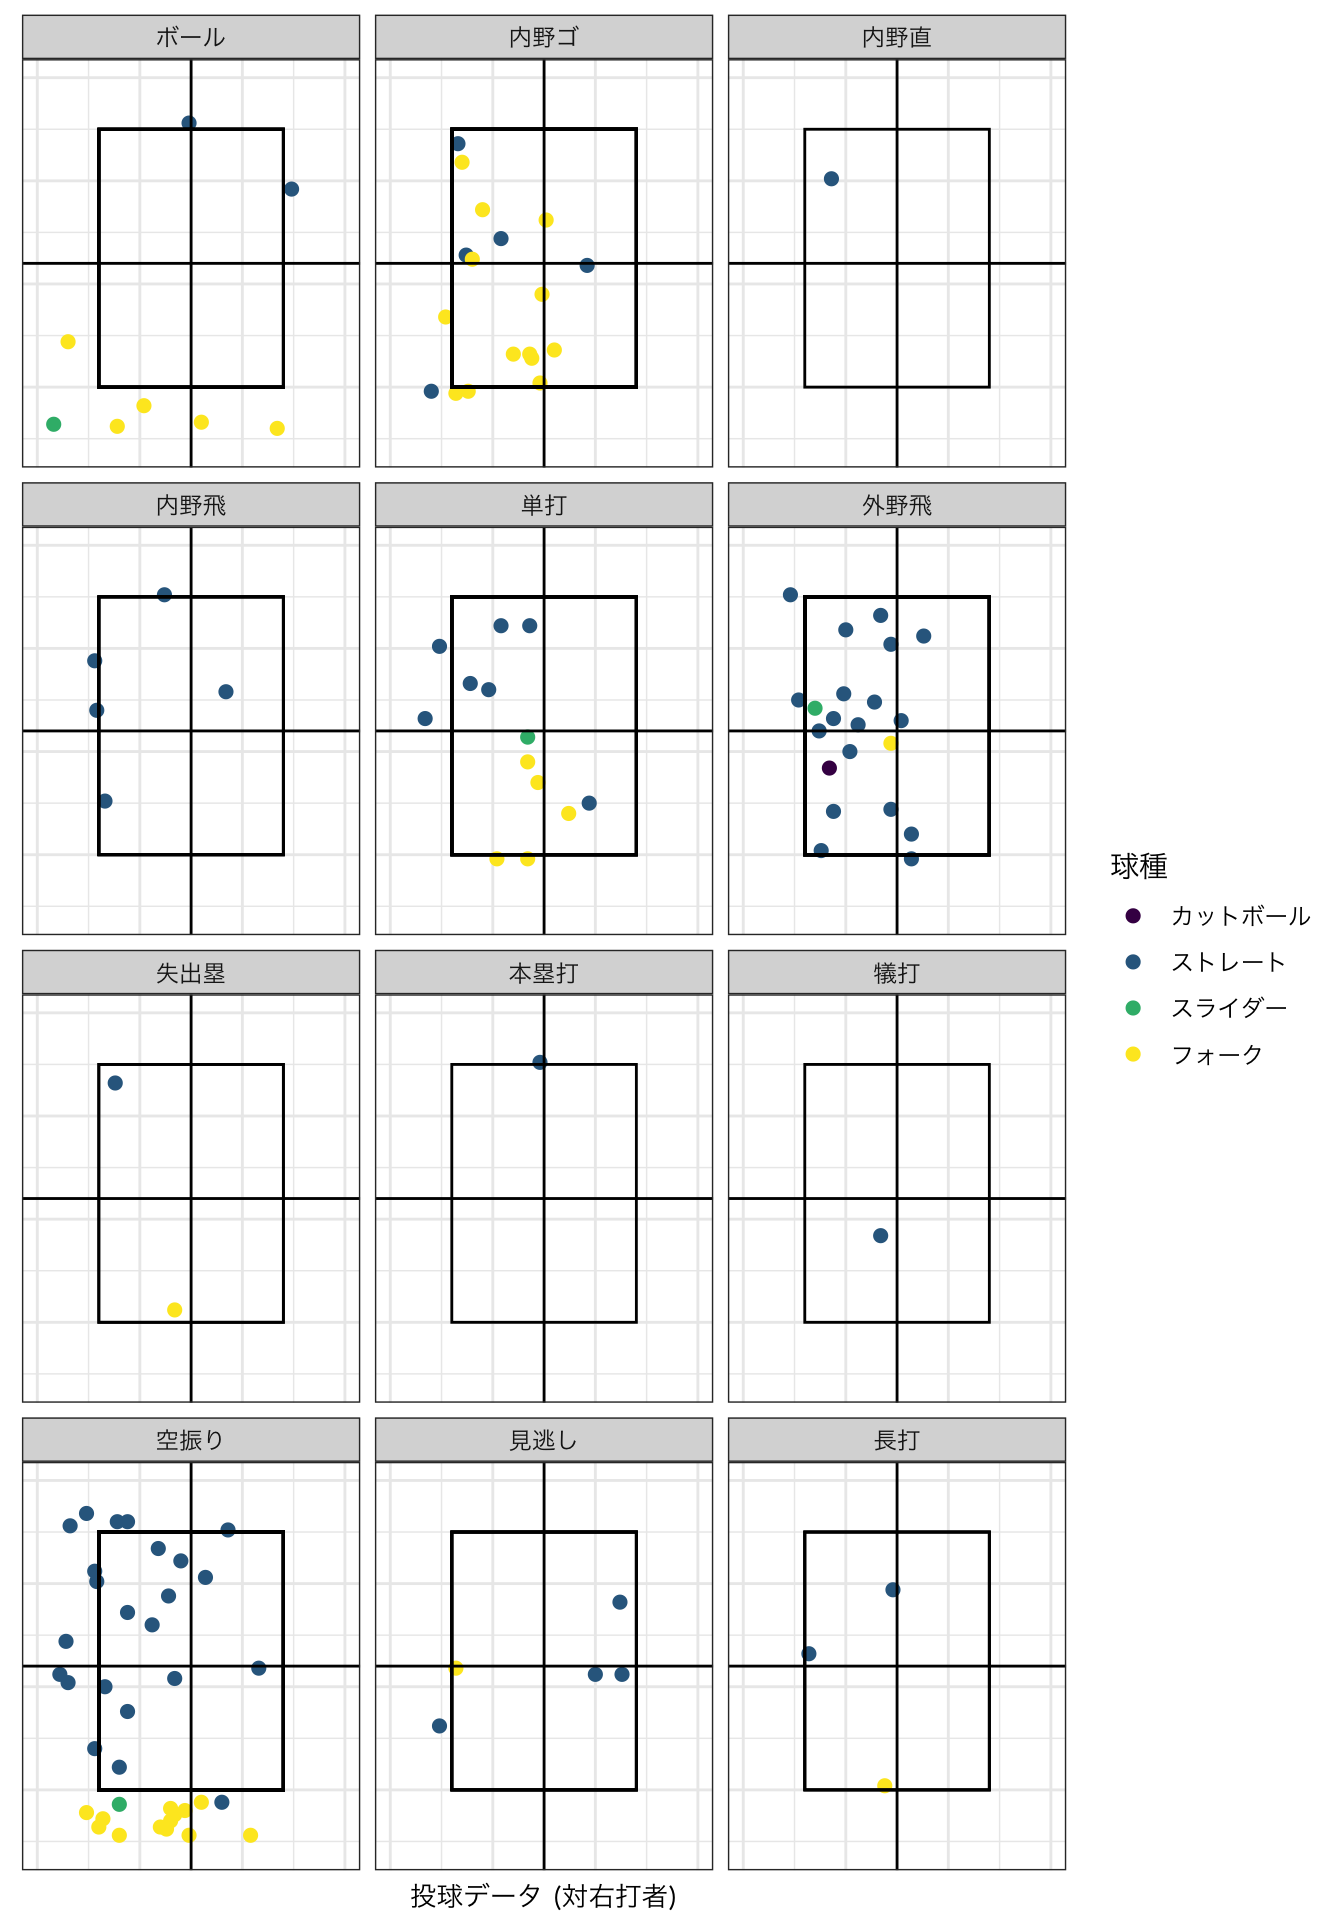 ボール
内野ゴ
内野直
内野飛
単打
外野飛
失出塁
本塁打
犠打
空振り
見逃し
長打
球種
カットボール
ストレート
スライダー
フォーク
投球データ (対右打者)